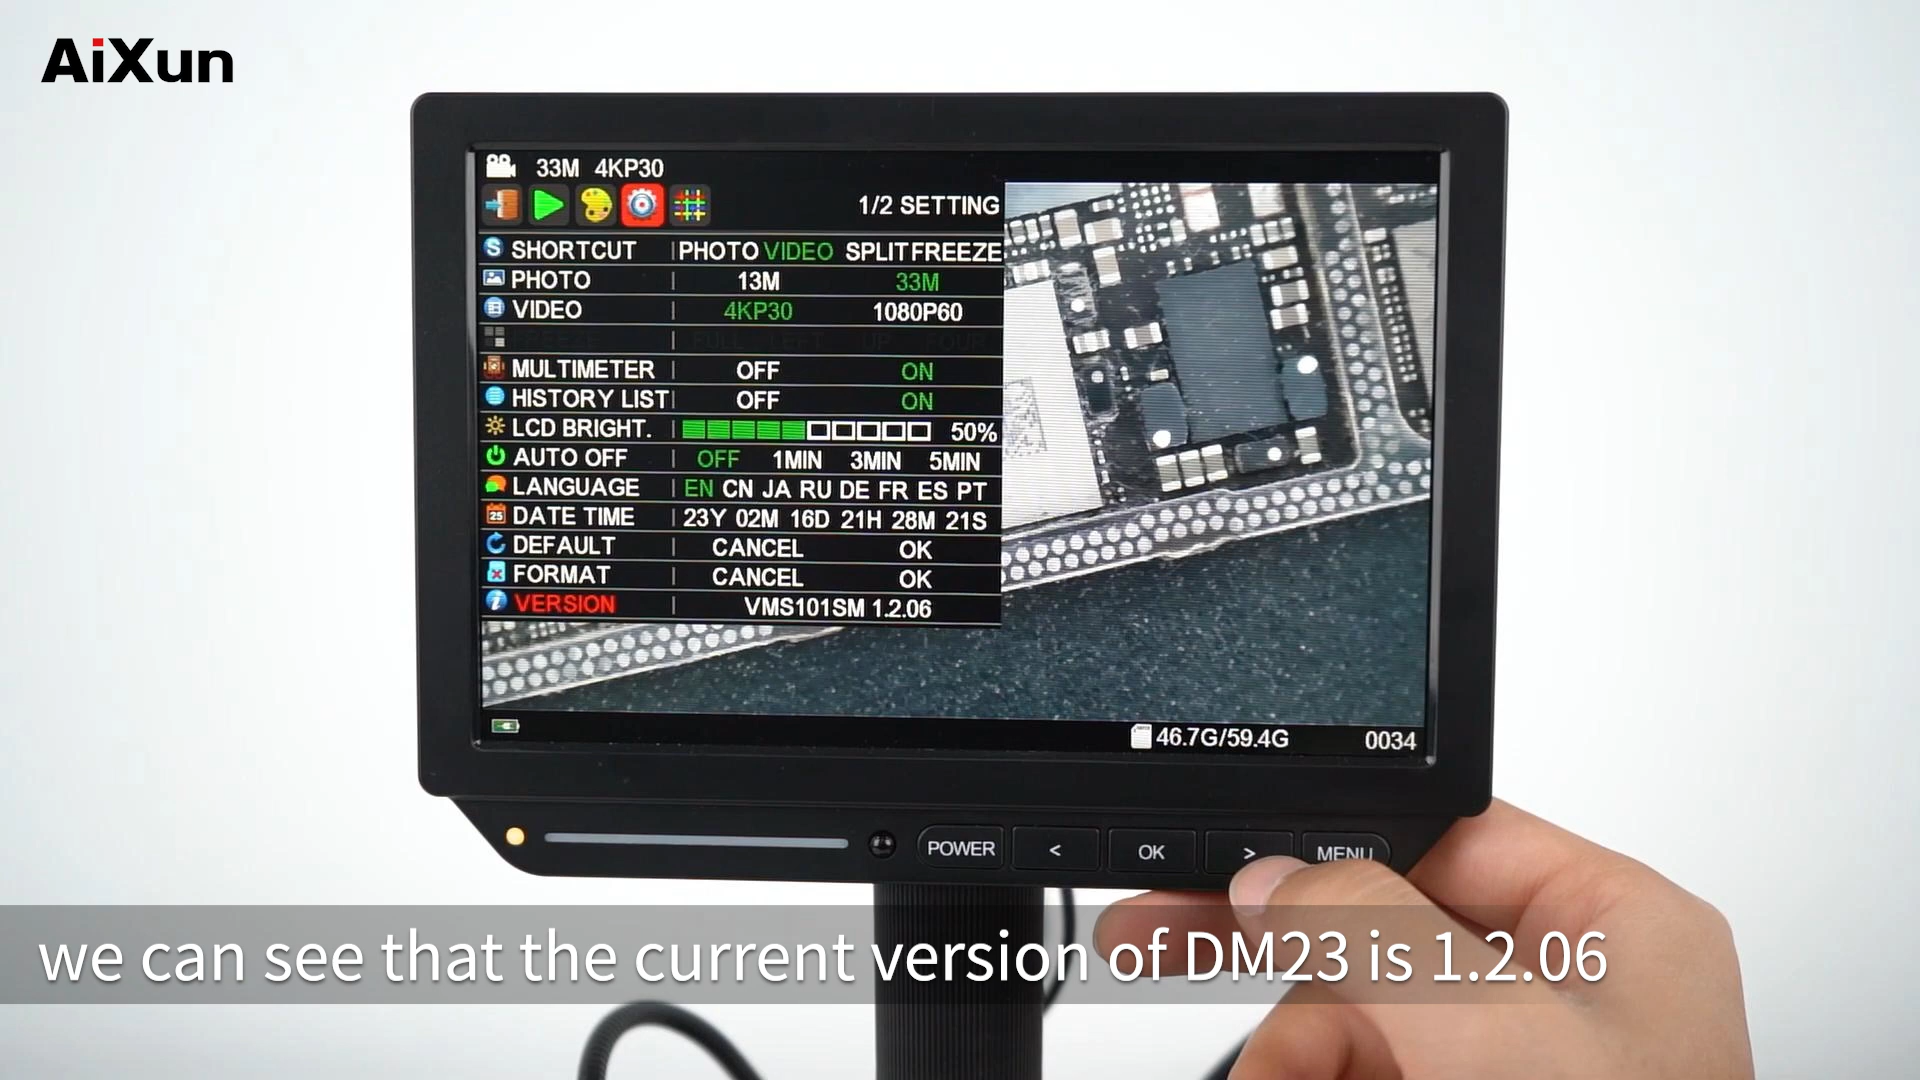 AiXun
33M 4KP30
1/2 SETTING
SHORTCUT PHOTO VIDEO SPLIT FREEZE
PHOTO 13M 33M
VIDEO 4KP30 1080P60
FREEZE FULL LEFT UP FOUR
MULTIMETER OFF ON
HISTORY LIST OFF ON
LCD BRIGHT. 50%
AUTO OFF OFF 1MIN 3MIN 5MIN
LANGUAGE EN CN JA RU DE FR ES PT
DATE TIME 23Y 02M 16D 21H 28M 21S
DEFAULT CANCEL OK
FORMAT CANCEL OK
VERSION VMS101SM 1.2.06
46.7G/59.4G 0034
POWER < OK > MENU
we can see that the current version of DM23 is 1.2.06